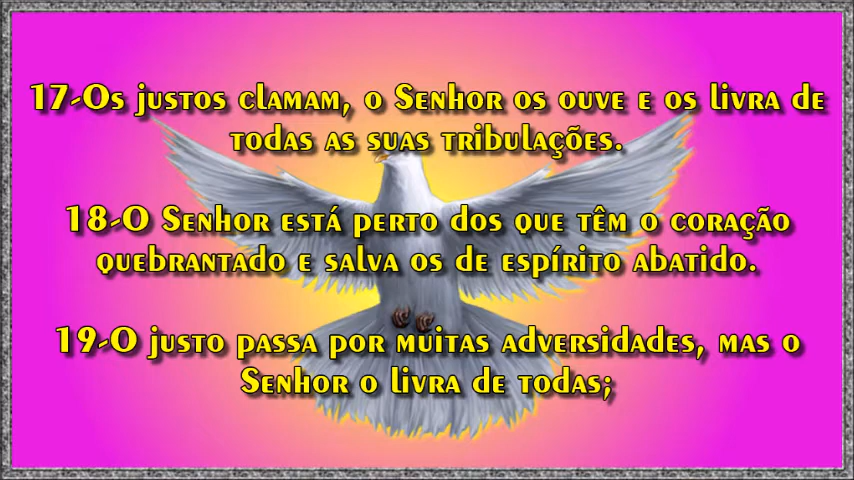 17-Os justos clamam, o Senhor os ouve e os livra de
todas as suas tribulações.
18-O Senhor está perto dos que têm o coração
quebrantado e salva os de espírito abatido.
19-O justo passa por muitas adversidades, mas o
Senhor o livra de todas;